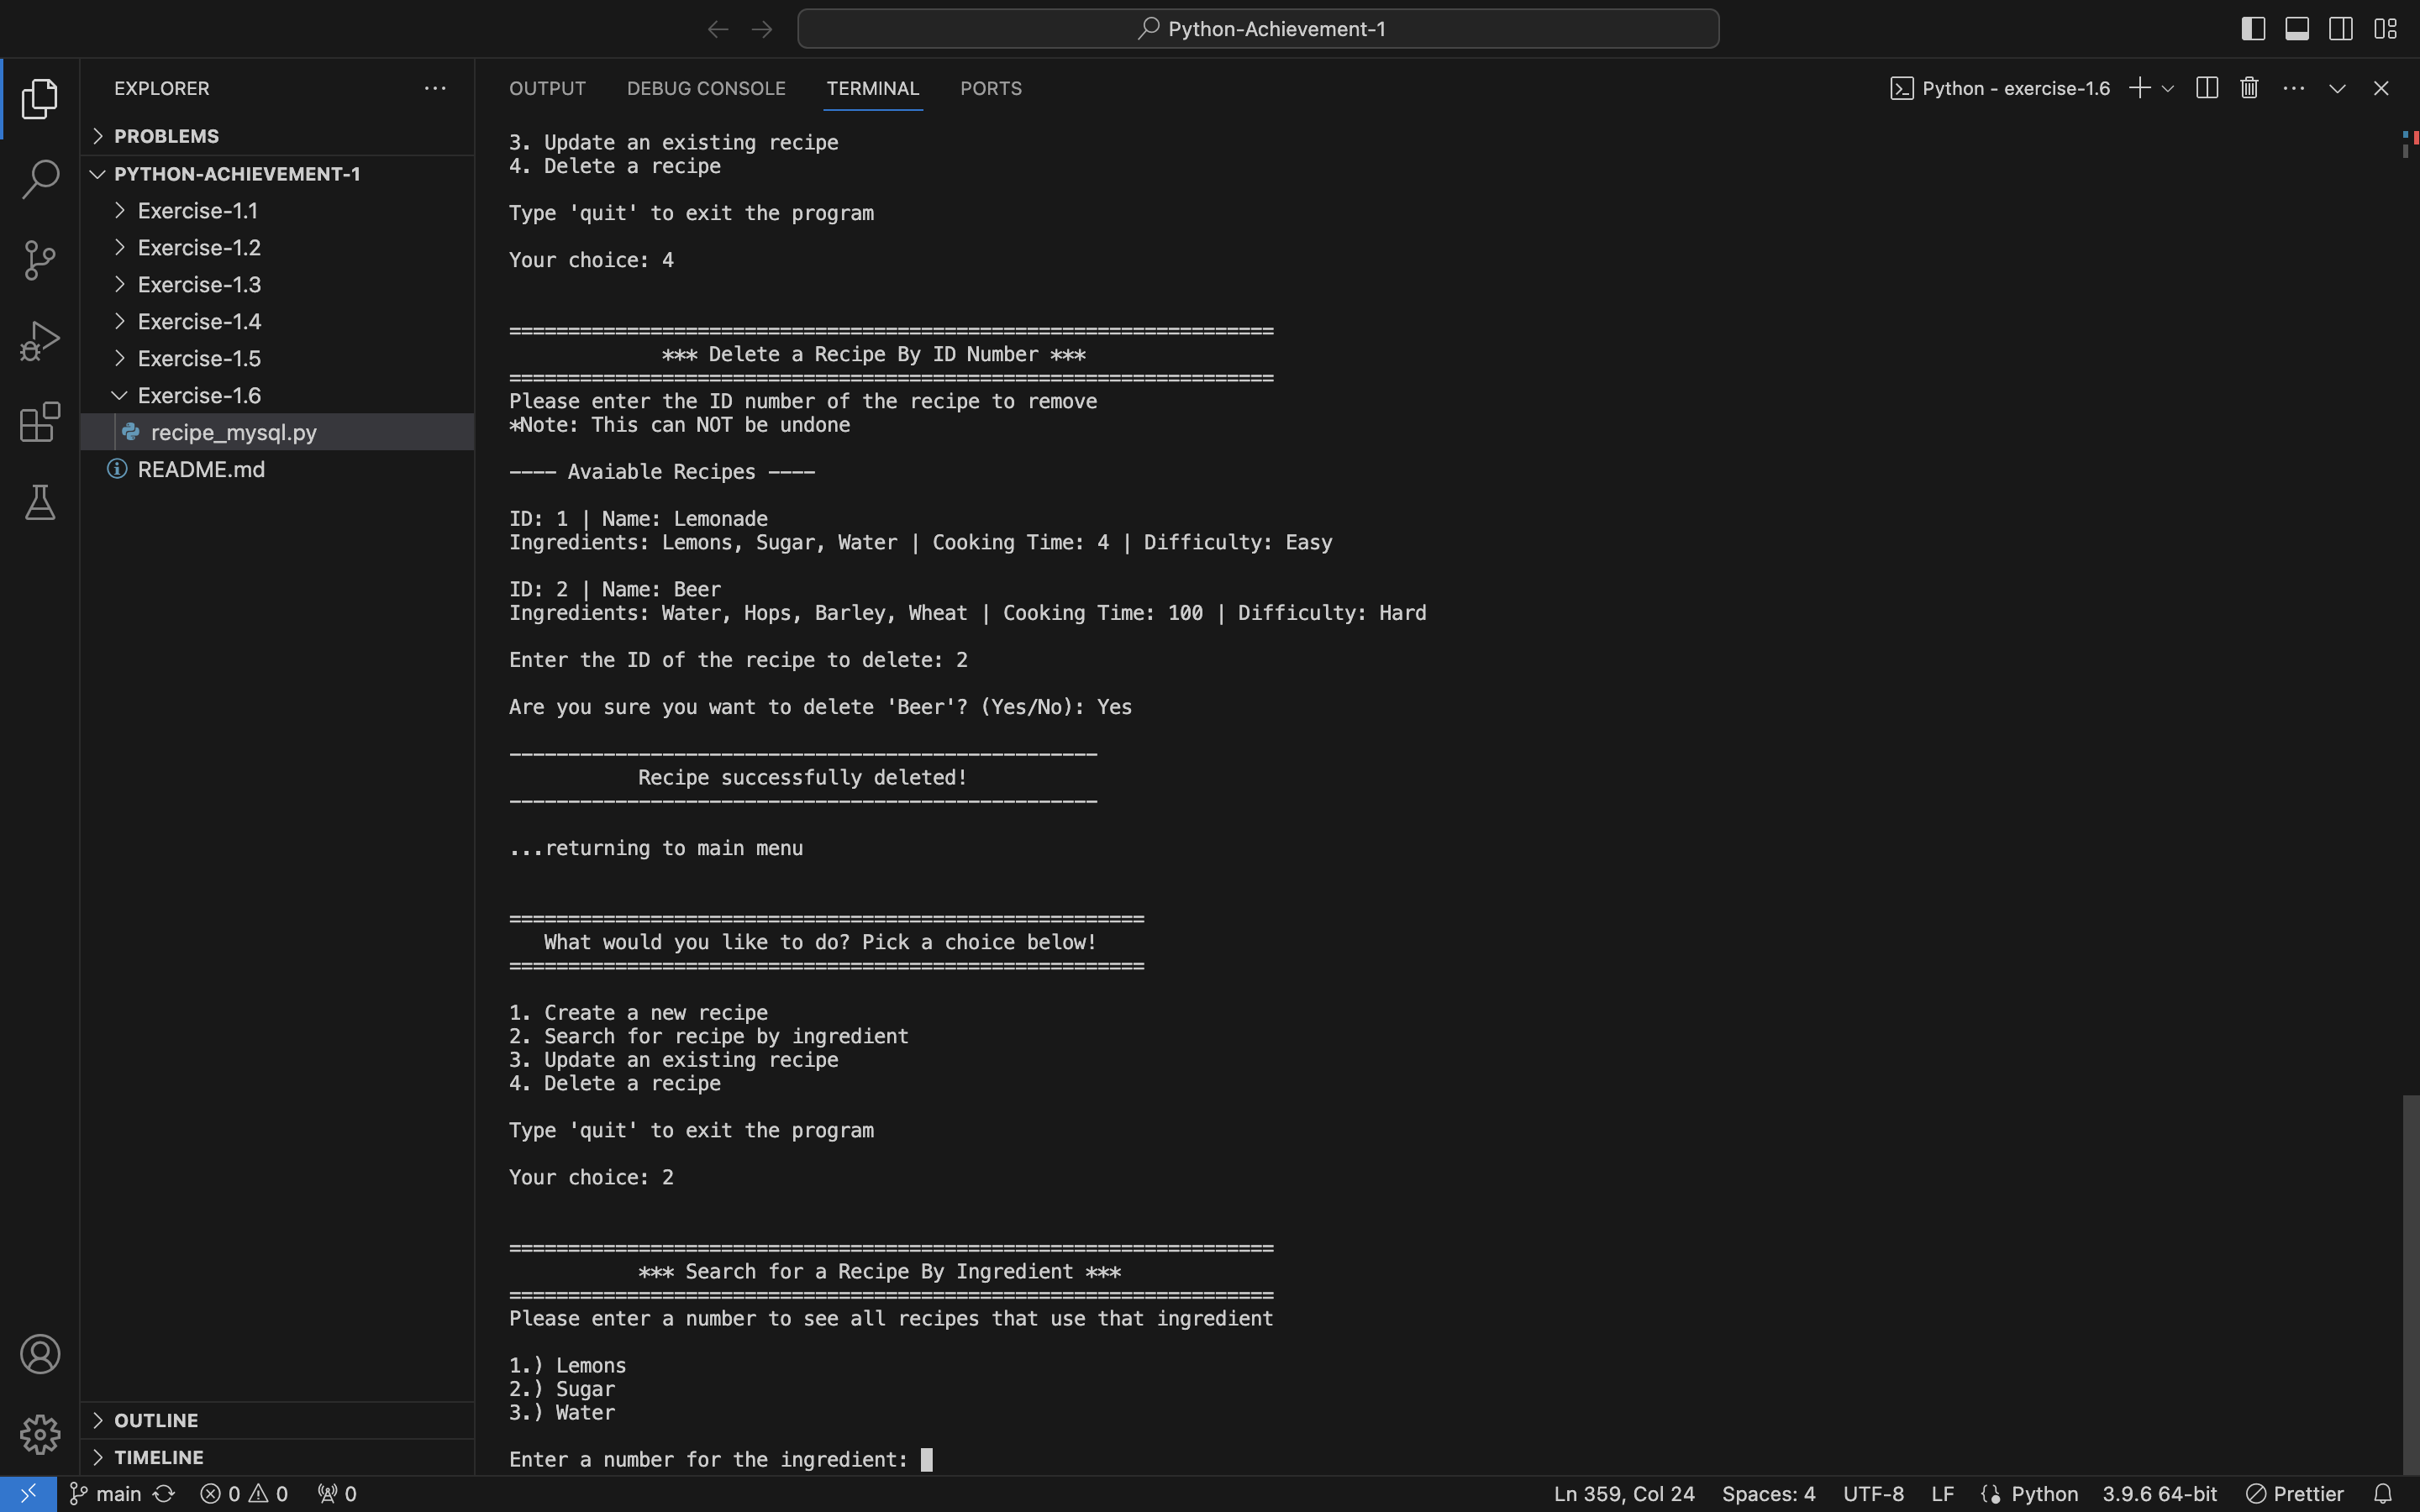 Python-Achievement-1
EXPLORER
PROBLEMS
PYTHON-ACHIEVEMENT-1
Exercise-1.1
Exercise-1.2
Exercise-1.3
Exercise-1.4
Exercise-1.5
Exercise-1.6
recipe_mysql.py
README.md
OUTLINE
TIMELINE
OUTPUT DEBUG CONSOLE TERMINAL PORTS
Python - exercise-1.6
3. Update an existing recipe
4. Delete a recipe
Type 'quit' to exit the program
Your choice: 4
=================================================================
*** Delete a Recipe By ID Number ***
=================================================================
Please enter the ID number of the recipe to remove
*Note: This can NOT be undone
---- Avaiable Recipes ----
ID: 1 | Name: Lemonade
Ingredients: Lemons, Sugar, Water | Cooking Time: 4 | Difficulty: Easy
ID: 2 | Name: Beer
Ingredients: Water, Hops, Barley, Wheat | Cooking Time: 100 | Difficulty: Hard
Enter the ID of the recipe to delete: 2
Are you sure you want to delete 'Beer'? (Yes/No): Yes
--------------------------------------------------
Recipe successfully deleted!
--------------------------------------------------
...returning to main menu
======================================================
What would you like to do? Pick a choice below!
======================================================
1. Create a new recipe
2. Search for recipe by ingredient
3. Update an existing recipe
4. Delete a recipe
Type 'quit' to exit the program
Your choice: 2
=================================================================
*** Search for a Recipe By Ingredient ***
=================================================================
Please enter a number to see all recipes that use that ingredient
1.) Lemons
2.) Sugar
3.) Water
Enter a number for the ingredient:
main 0 0 0 Ln 359, Col 24 Spaces: 4 UTF-8 LF Python 3.9.6 64-bit Prettier